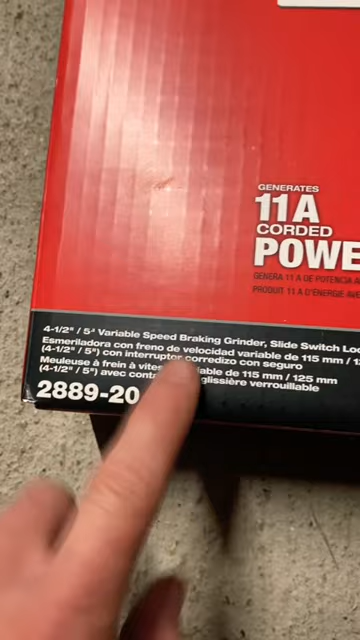 GENERATES
11A
CORDED
POWE
GENERA 11 A DE POTENCIA A
PRODUIT 11 A D'ÉNERGIE AVE
4-1/2" / 5" Variable Speed Braking Grinder, Slide Switch Loc
Esmeriladora con freno de velocidad variable de 115 mm / 12
(4-1/2" / 5") con interruptor corredizo con seguro
Meuleuse à frein à vites able de 115 mm / 125 mm
(4-1/2" / 5") avec cont glissière verrouillable
2889-20